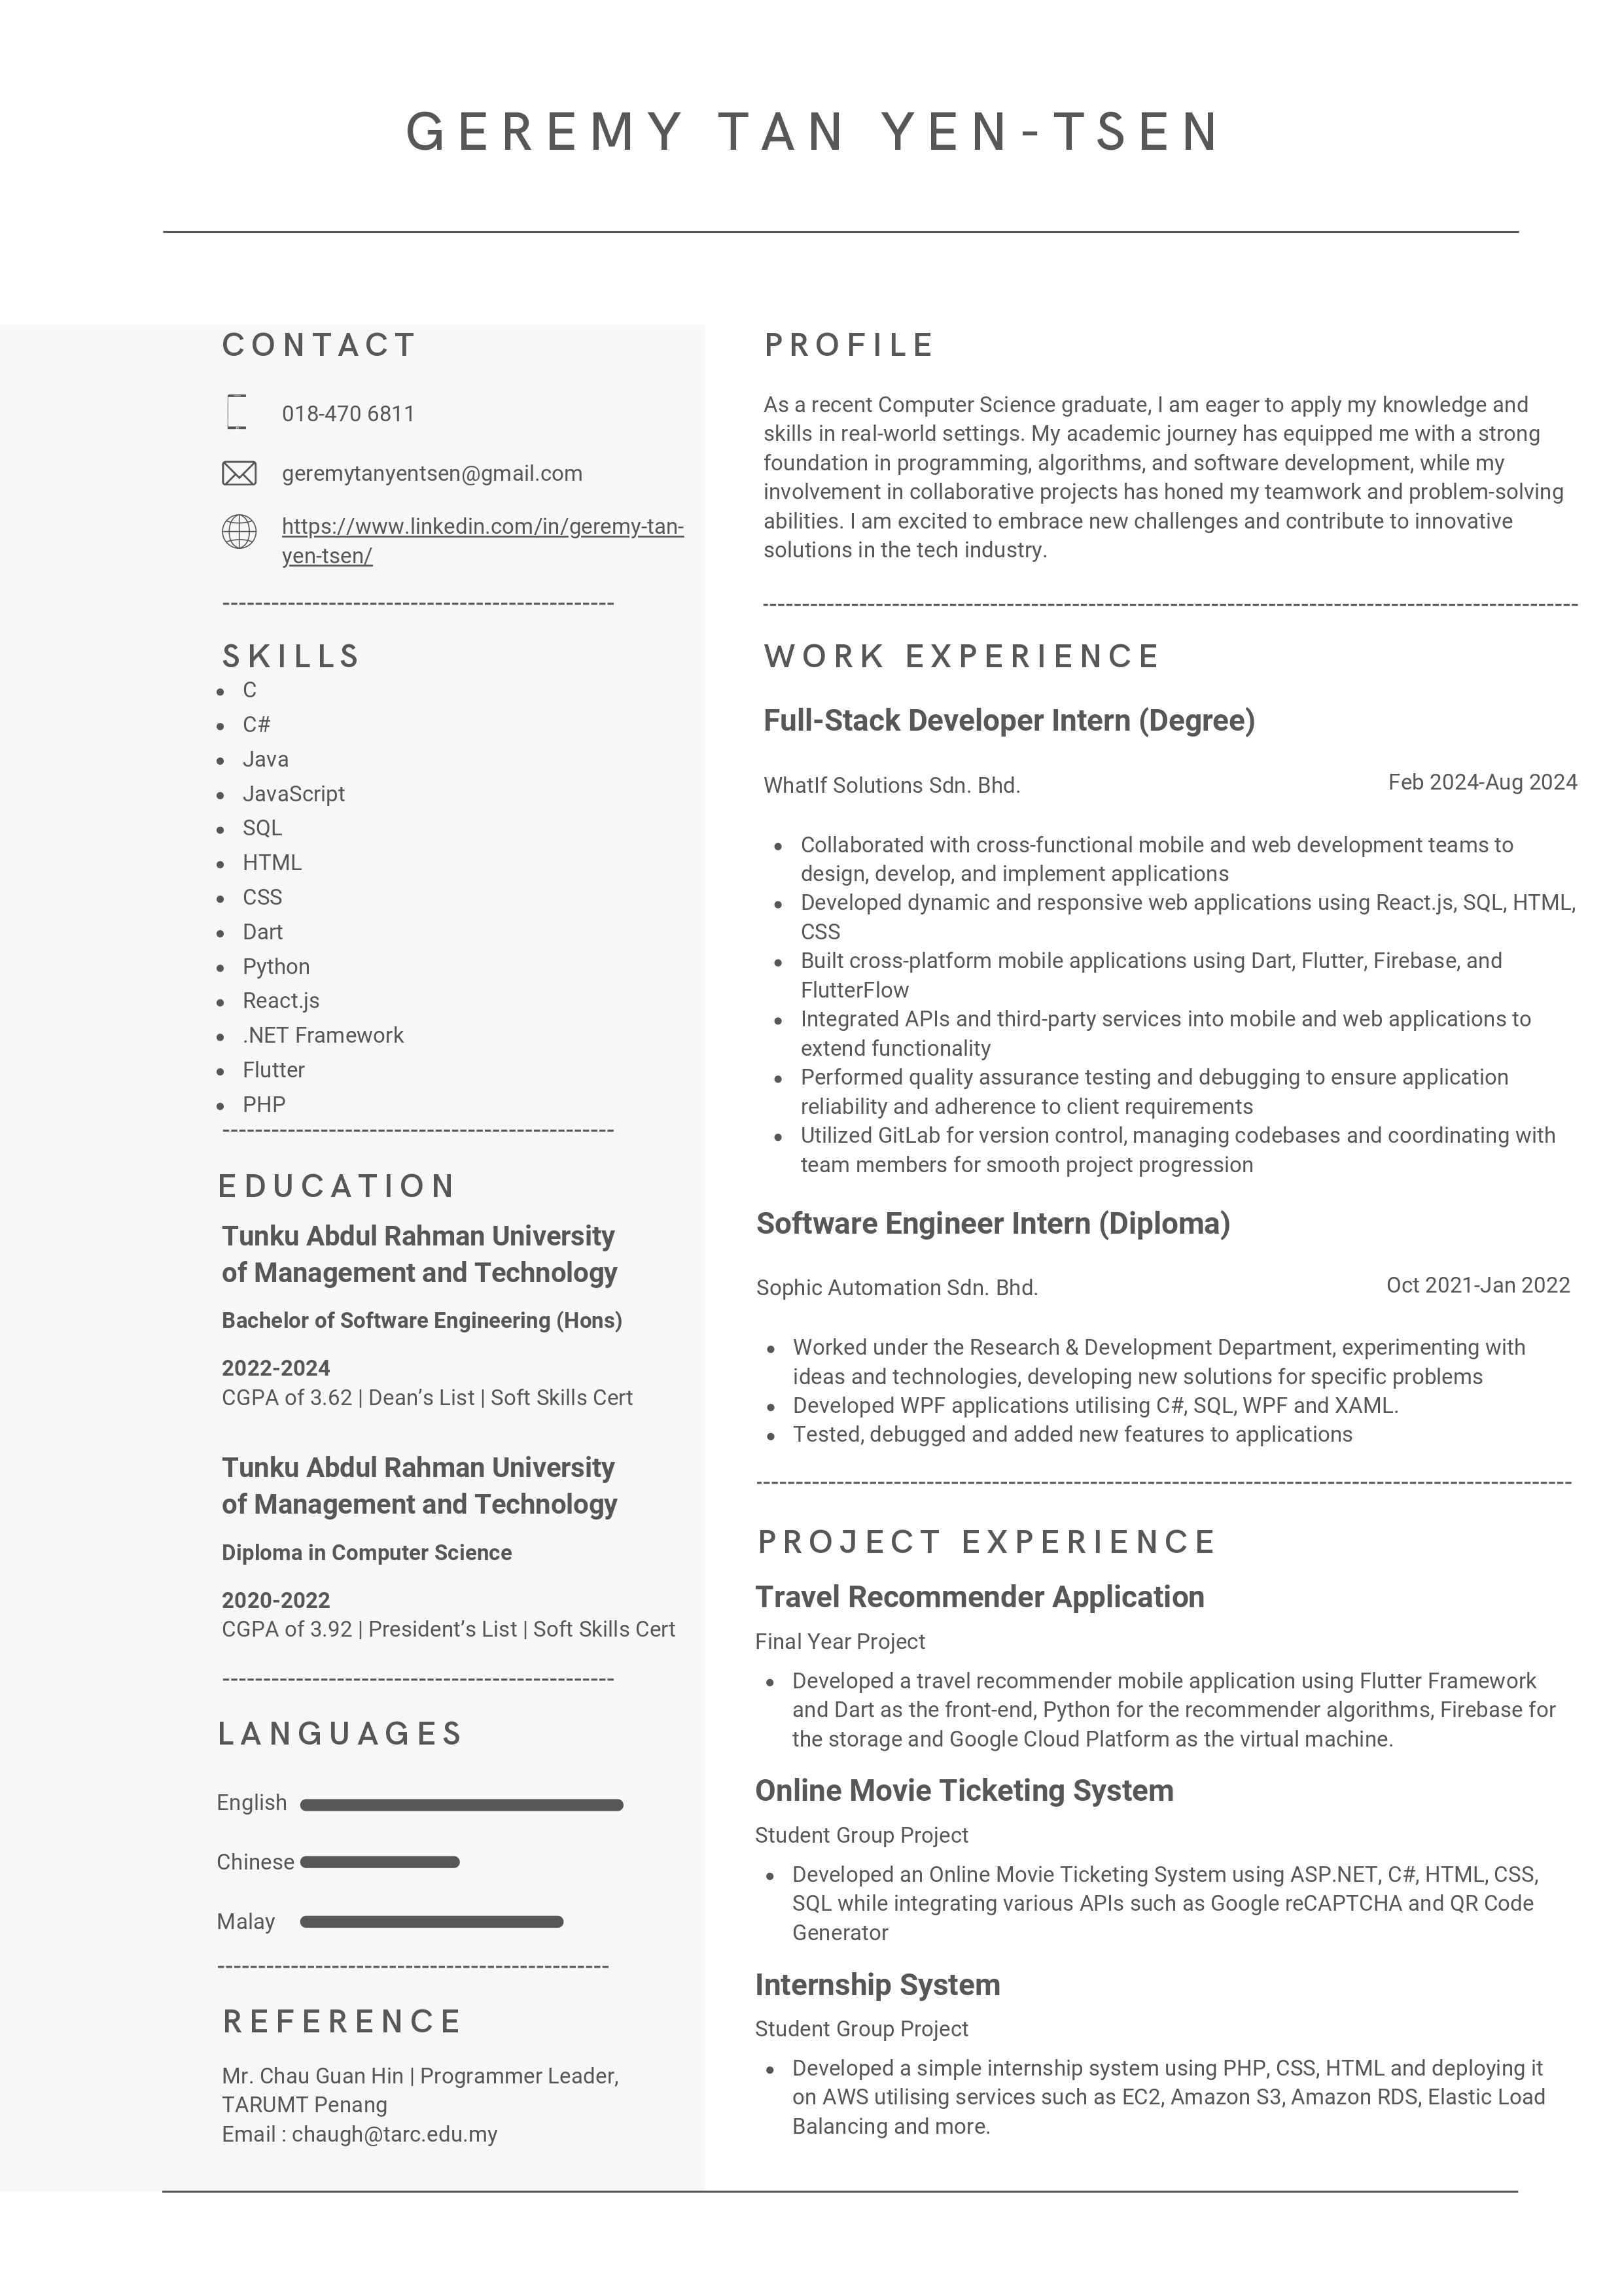 GEREMY TAN YEN-TSEN
CONTACT
018-470 6811
geremytanyentsen@gmail.com
https://www.linkedin.com/in/geremy-tan-
yen-tsen/
SKILLS
• C
• C#
• Java
• JavaScript
• SQL
• HTML
• CSS
• Dart
• Python
• React.js
• .NET Framework
• Flutter
• PHP
EDUCATION
Tunku Abdul Rahman University
of Management and Technology
Bachelor of Software Engineering (Hons)
2022-2024
CGPA of 3.62 | Dean’s List | Soft Skills Cert
Tunku Abdul Rahman University
of Management and Technology
Diploma in Computer Science
2020-2022
CGPA of 3.92 | President’s List | Soft Skills Cert
LANGUAGES
English
Chinese
Malay
REFERENCE
Mr. Chau Guan Hin | Programmer Leader,
TARUMT Penang
Email : chaugh@tarc.edu.my
PROFILE
As a recent Computer Science graduate, I am eager to apply my knowledge and
skills in real-world settings. My academic journey has equipped me with a strong
foundation in programming, algorithms, and software development, while my
involvement in collaborative projects has honed my teamwork and problem-solving
abilities. I am excited to embrace new challenges and contribute to innovative
solutions in the tech industry.
WORK EXPERIENCE
Full-Stack Developer Intern (Degree)
WhatIf Solutions Sdn. Bhd. Feb 2024-Aug 2024
• Collaborated with cross-functional mobile and web development teams to
design, develop, and implement applications
• Developed dynamic and responsive web applications using React.js, SQL, HTML,
CSS
• Built cross-platform mobile applications using Dart, Flutter, Firebase, and
FlutterFlow
• Integrated APIs and third-party services into mobile and web applications to
extend functionality
• Performed quality assurance testing and debugging to ensure application
reliability and adherence to client requirements
• Utilized GitLab for version control, managing codebases and coordinating with
team members for smooth project progression
Software Engineer Intern (Diploma)
Sophic Automation Sdn. Bhd. Oct 2021-Jan 2022
• Worked under the Research & Development Department, experimenting with
ideas and technologies, developing new solutions for specific problems
• Developed WPF applications utilising C#, SQL, WPF and XAML.
• Tested, debugged and added new features to applications
PROJECT EXPERIENCE
Travel Recommender Application
Final Year Project
• Developed a travel recommender mobile application using Flutter Framework
and Dart as the front-end, Python for the recommender algorithms, Firebase for
the storage and Google Cloud Platform as the virtual machine.
Online Movie Ticketing System
Student Group Project
• Developed an Online Movie Ticketing System using ASP.NET, C#, HTML, CSS,
SQL while integrating various APIs such as Google reCAPTCHA and QR Code
Generator
Internship System
Student Group Project
• Developed a simple internship system using PHP, CSS, HTML and deploying it
on AWS utilising services such as EC2, Amazon S3, Amazon RDS, Elastic Load
Balancing and more.